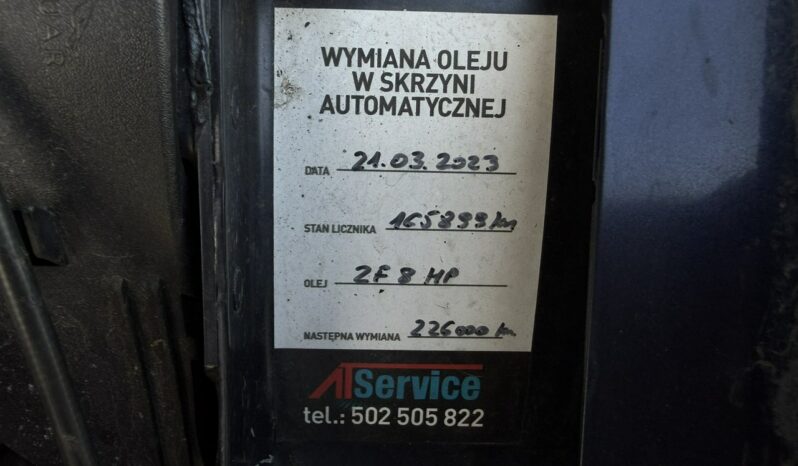 WYMIANA OLEJU
W SKRZYNI
AUTOMATYCZNEJ
DATA 21.03.2023
STAN LICZNIKA 165899 km
OLEJ ZF 8 HP
NASTĘPNA WYMIANA 226000 km
ATService
tel.: 502 505 822